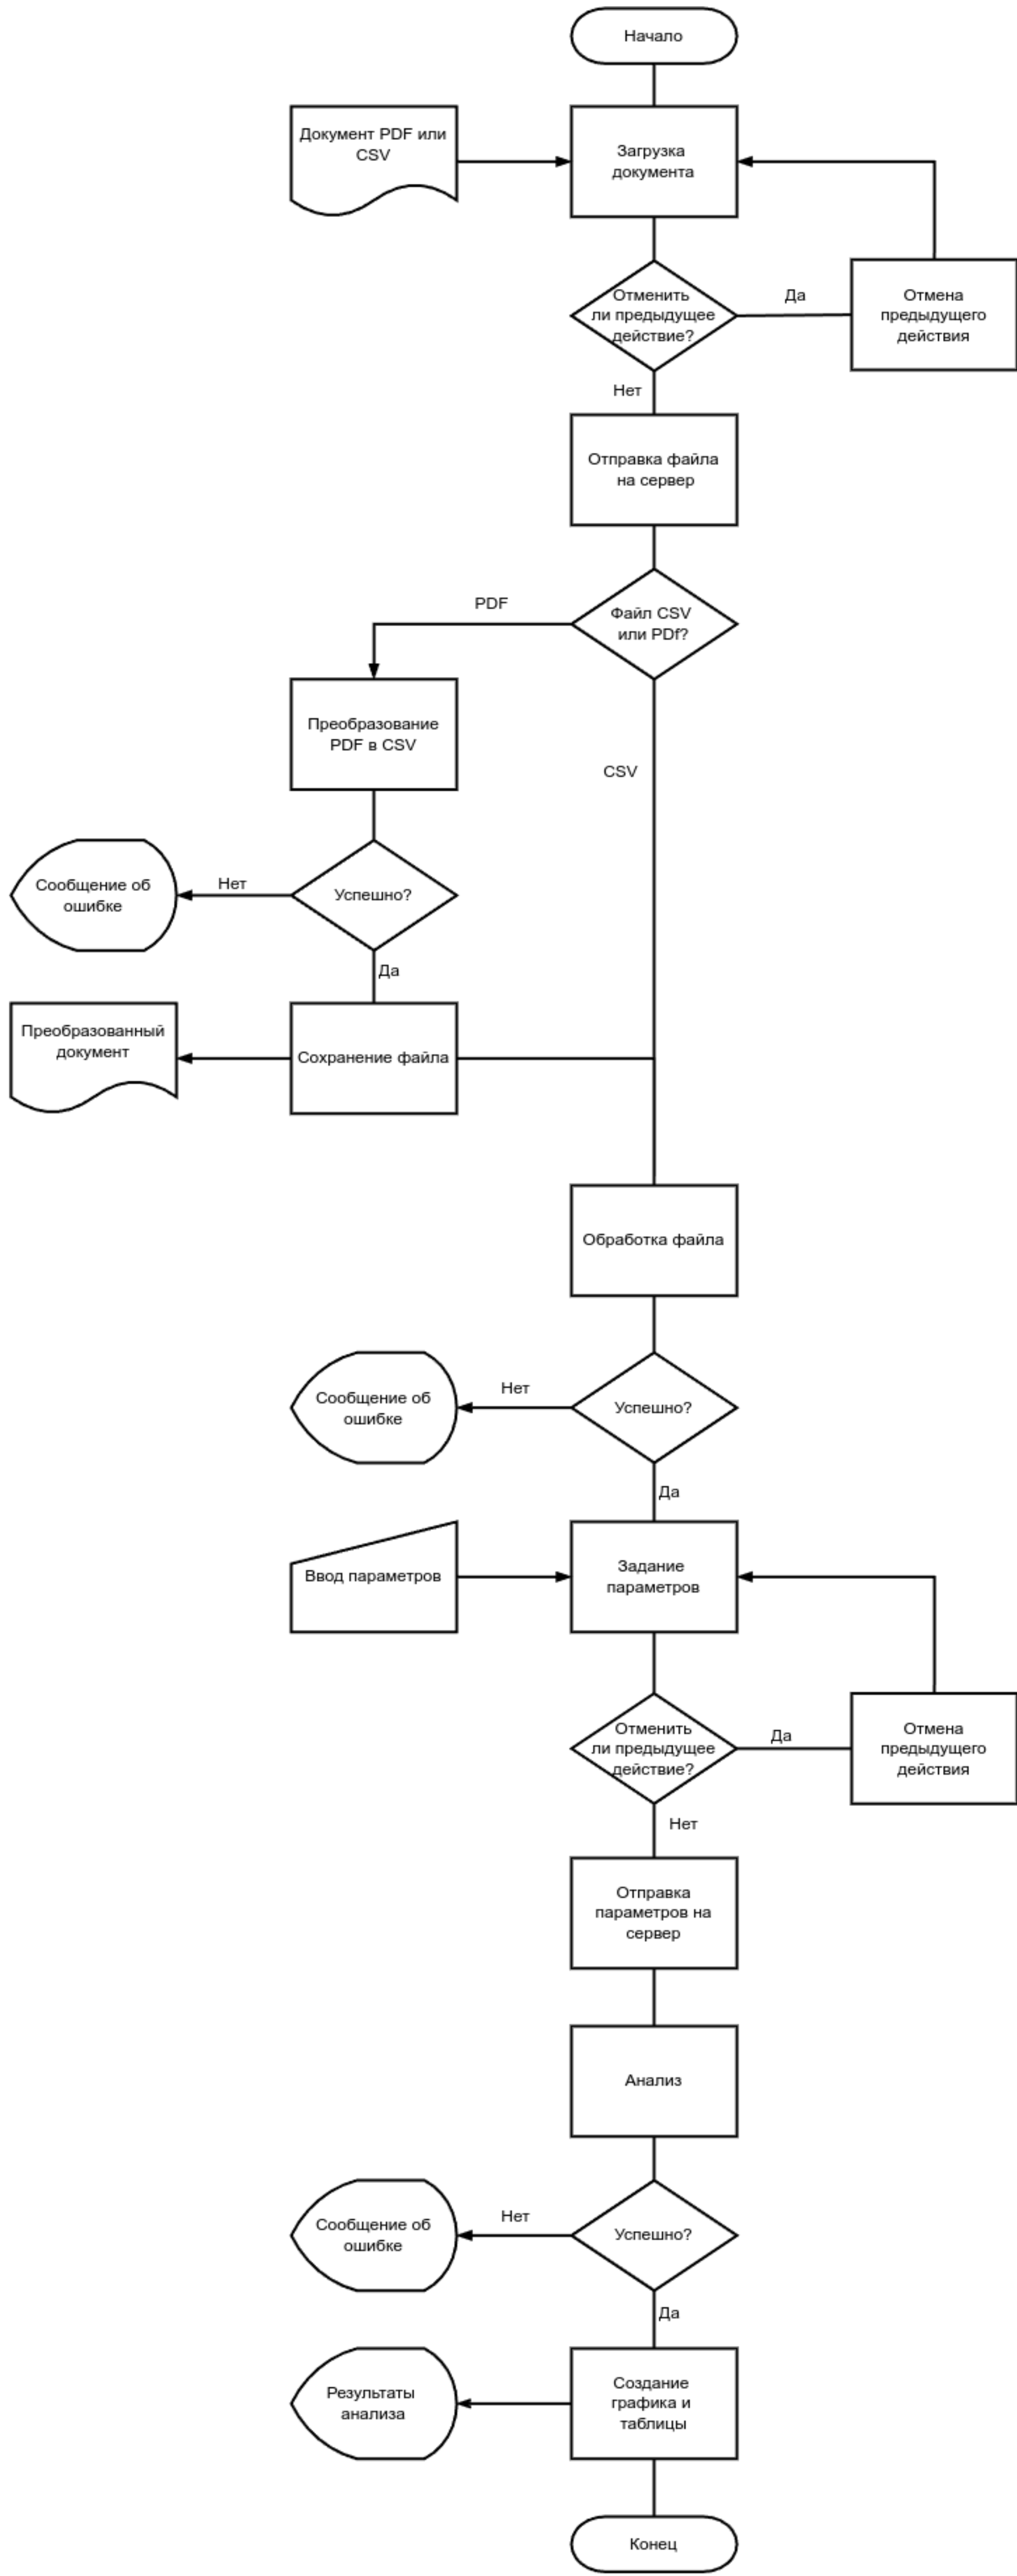 Начало
Документ PDF или
CSV
Загрузка
документа
Отменить
ли предыдущее
действие?
Да
Отмена
предыдущего
действия
Нет
Отправка файла
на сервер
PDF
Файл CSV
или PDf?
Преобразование
PDF в CSV
CSV
Сообщение об
ошибке
Нет
Успешно?
Да
Преобразованный
документ
Сохранение файла
Обработка файла
Сообщение об
ошибке
Нет
Успешно?
Да
Ввод параметров
Задание
параметров
Отменить
ли предыдущее
действие?
Да
Отмена
предыдущего
действия
Нет
Отправка
параметров на
сервер
Анализ
Сообщение об
ошибке
Нет
Успешно?
Да
Результаты
анализа
Создание
графика и
таблицы
Конец